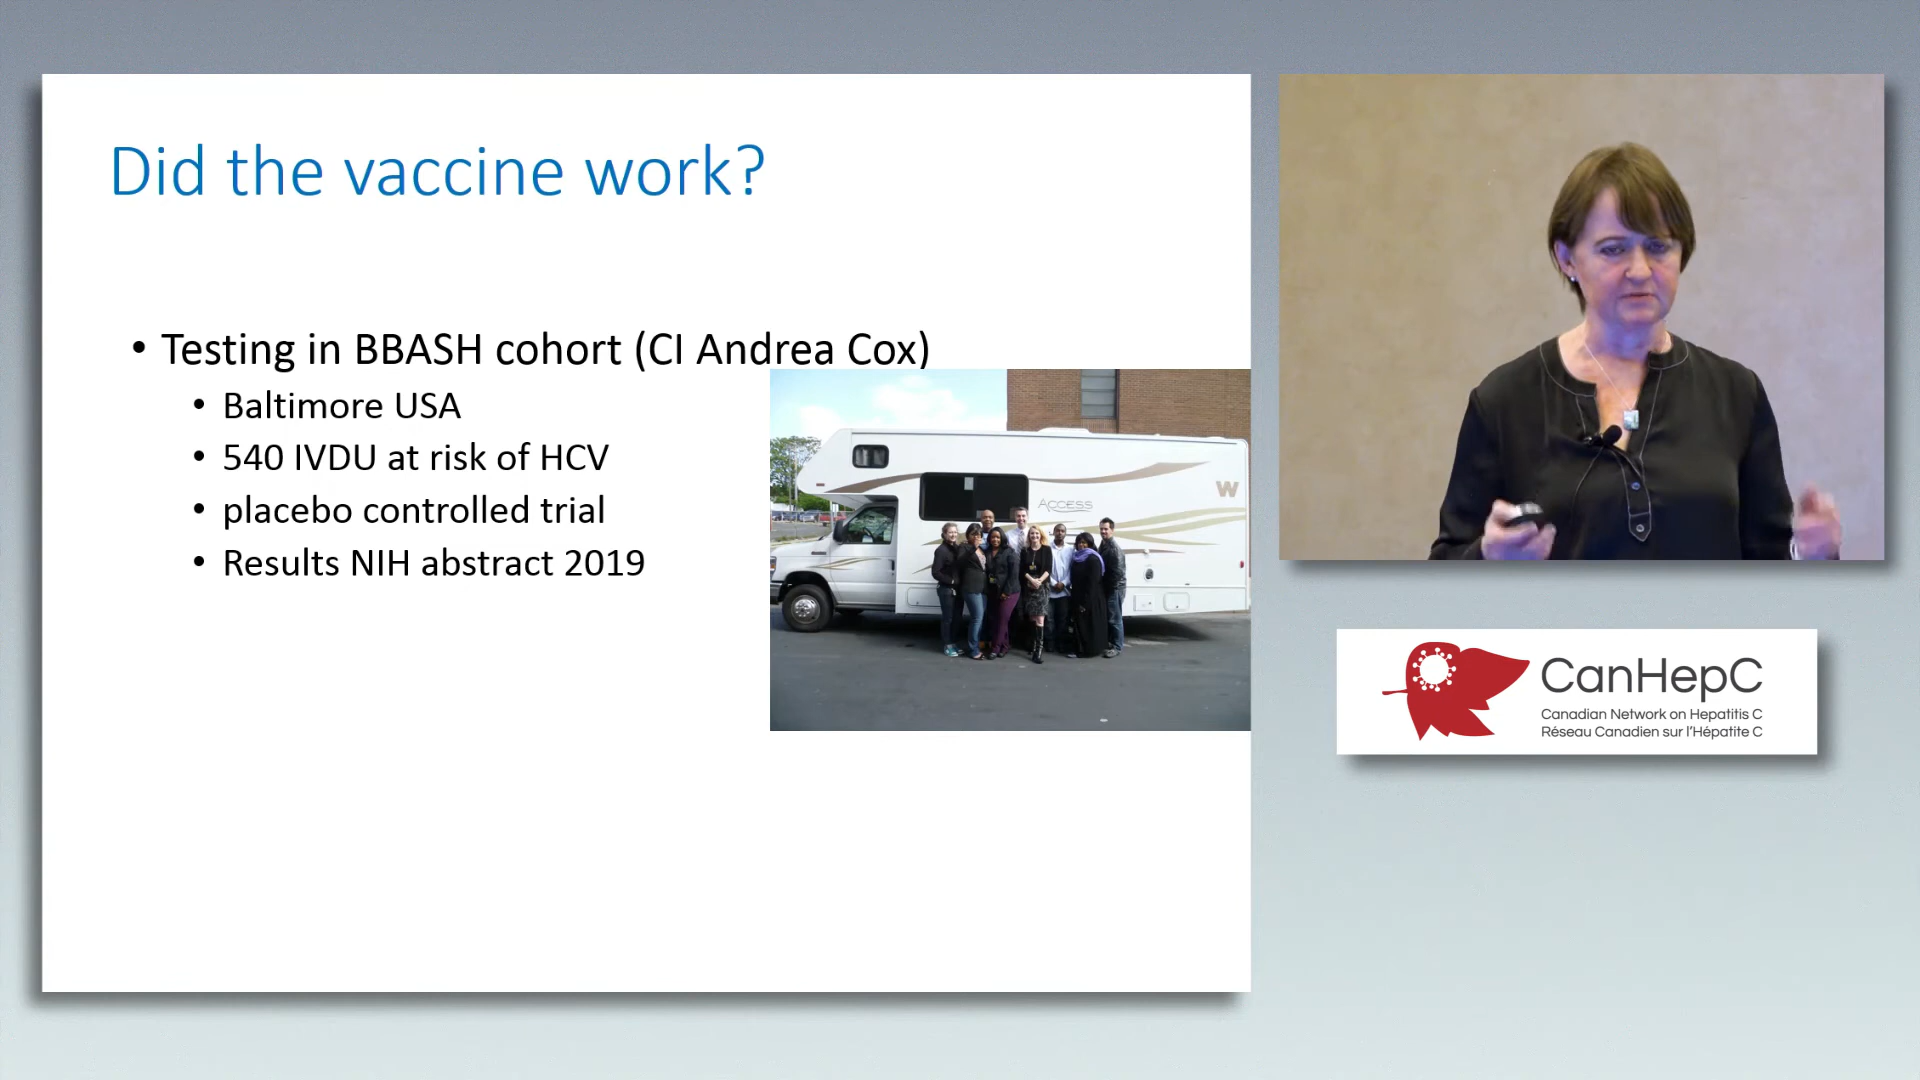 Did the vaccine work?
• Testing in BBASH cohort (CI Andrea Cox)
• Baltimore USA
• 540 IVDU at risk of HCV
• placebo controlled trial
• Results NIH abstract 2019
ACCESS
W
CanHepC
Canadian Network on Hepatitis C
Réseau Canadien sur l'Hépatite C